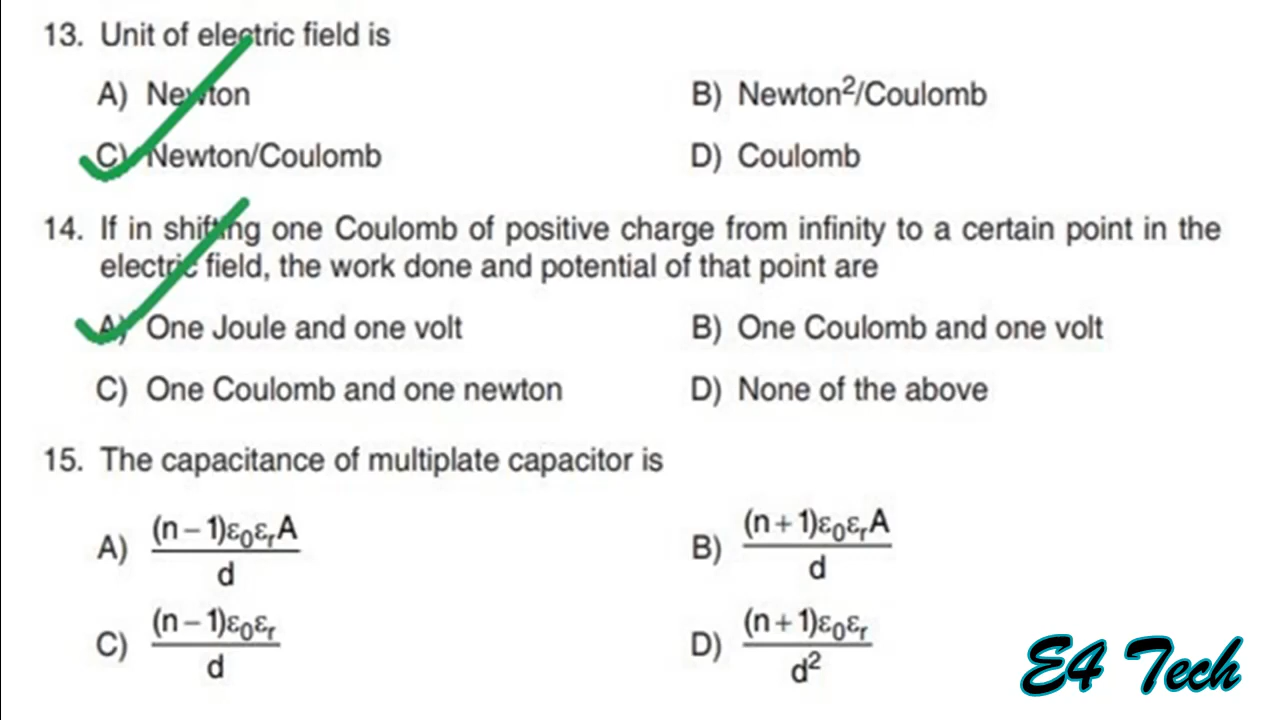 13. Unit of electric field is
A) Newton
B) Newton²/Coulomb
C) Newton/Coulomb
D) Coulomb
14. If in shifting one Coulomb of positive charge from infinity to a certain point in the
electric field, the work done and potential of that point are
A) One Joule and one volt
B) One Coulomb and one volt
C) One Coulomb and one newton
D) None of the above
15. The capacitance of multiplate capacitor is
A) (n – 1)ε₀εᵣA / d
B) (n + 1)ε₀εᵣA / d
C) (n – 1)ε₀εᵣ / d
D) (n + 1)ε₀εᵣ / d²
E4 Tech